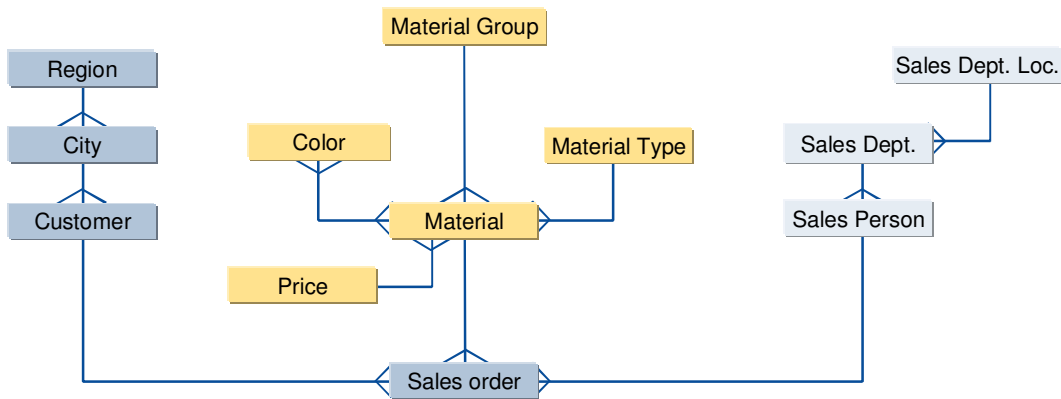 Material Group
Region
Sales Dept. Loc.
City
Color
Material Type
Sales Dept.
Customer
Material
Sales Person
Price
Sales order